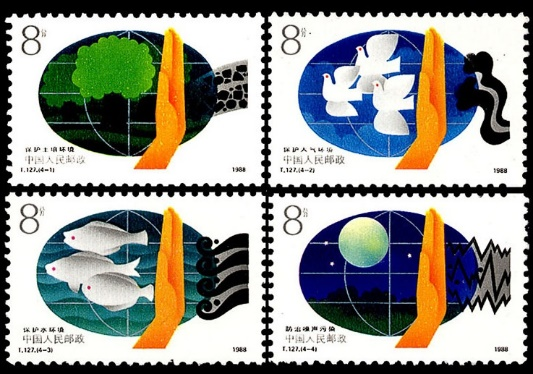 8分
保护土壤环境
中国人民邮政
T.127.(4-1) 1988
8分
保护大气环境
中国人民邮政
T.127.(4-2) 1988
8分
保护水环境
中国人民邮政
T.127.(4-3) 1988
8分
防治噪声污染
中国人民邮政
T.127.(4-4) 1988